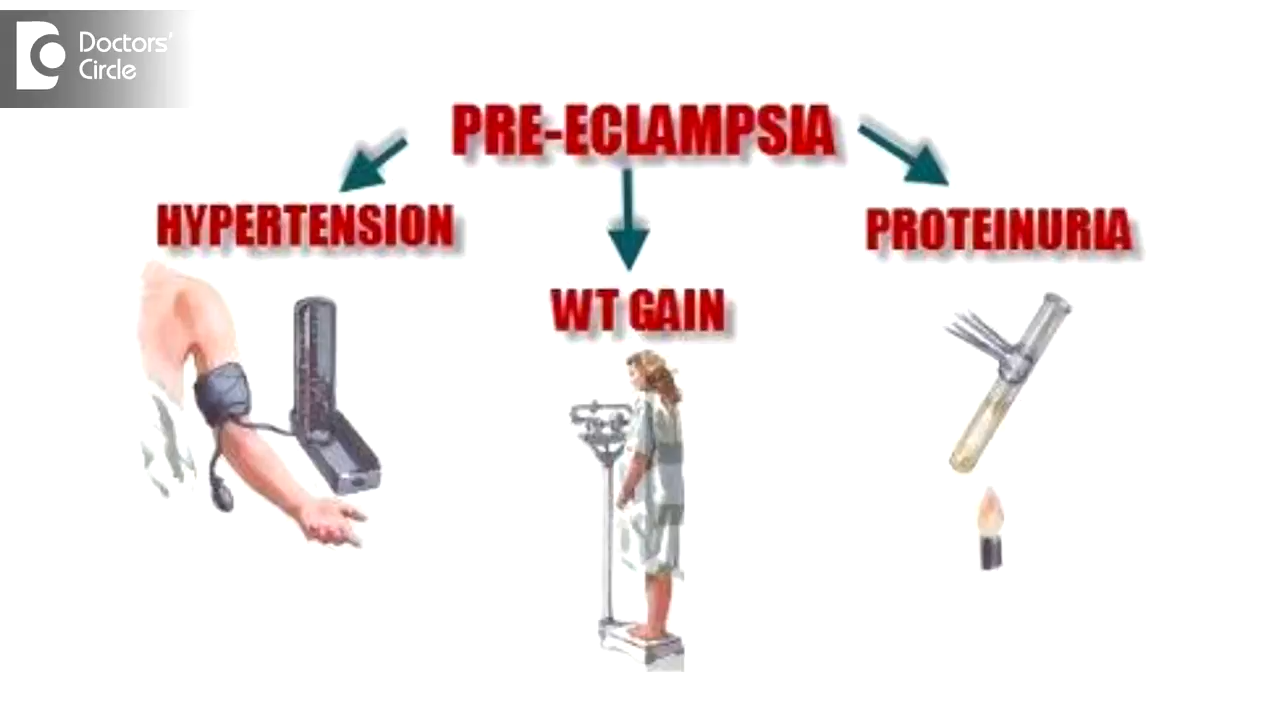 Doctors'
Circle
PRE-ECLAMPSIA
HYPERTENSION
PROTEINURIA
WT GAIN